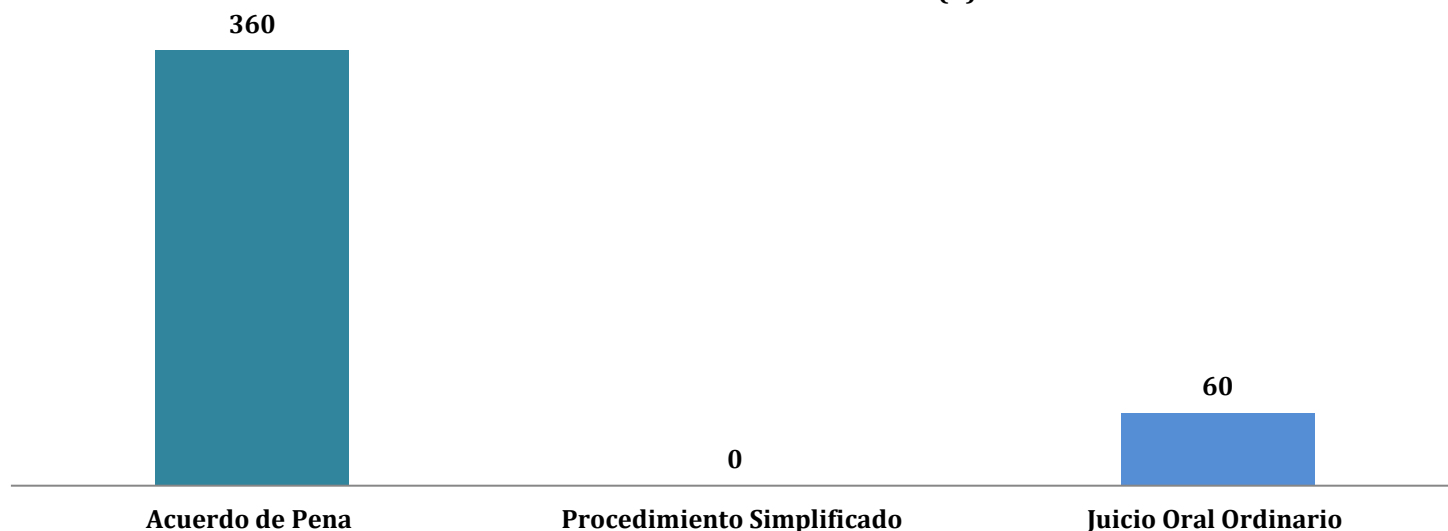 360
60
0
Acuerdo de Pena
Procedimiento Simplificado
Juicio Oral Ordinario